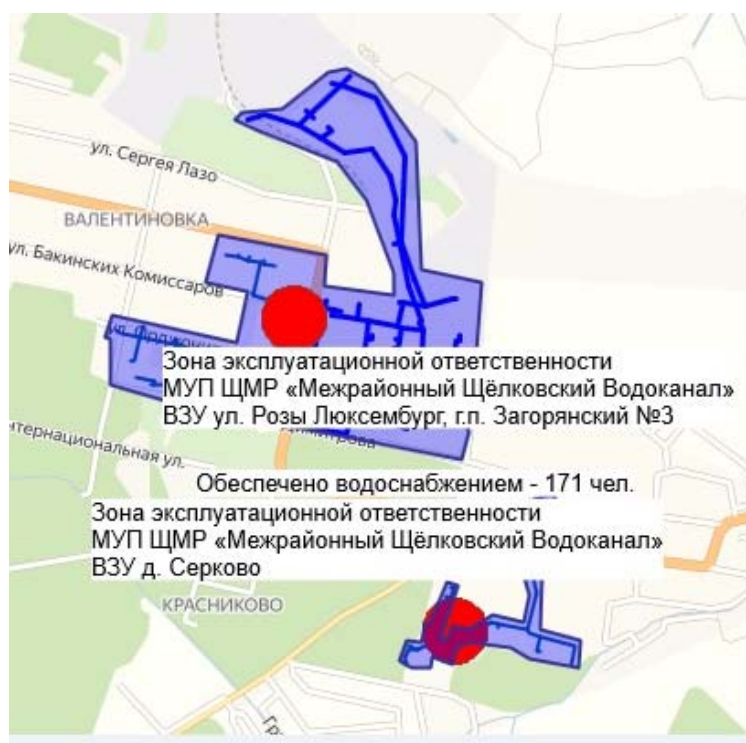 ул. Сергея Лазо
ВАЛЕНТИНОВКА
ул. Бакинских Комиссаров
Зона эксплуатационной ответственности
МУП ЩМР «Межрайонный Щёлковский Водоканал»
ВЗУ ул. Розы Люксембург, г.п. Загорянский №3
ул.
Обеспечено водоснабжением - 171 чел.
Зона эксплуатационной ответственности
МУП ЩМР «Межрайонный Щёлковский Водоканал»
ВЗУ д. Серково
КРАСНИКОВО